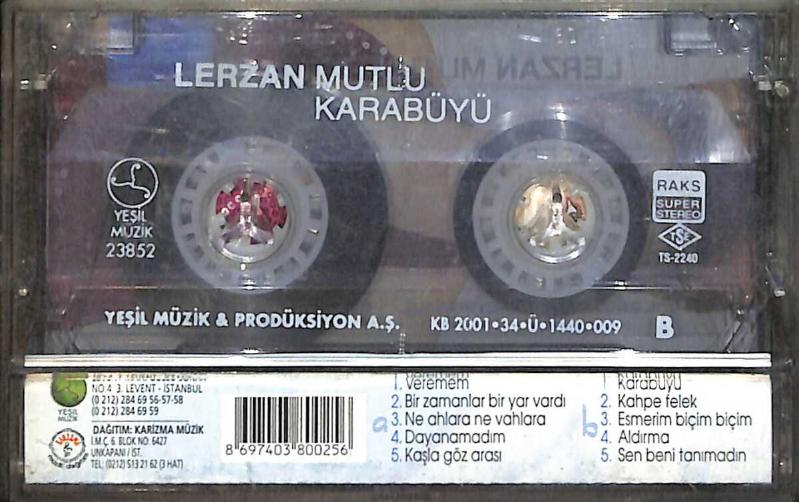 LERZAN MUTLU
KARABÜYÜ
YEŞİL
MÜZİK
23852
RAKS
SUPER
STEREO
TSE
TS-2240
YEŞİL MÜZİK & PRODÜKSİYON A.Ş.
KB 2001•34•Ü•1440•009
B
NO.4 3. LEVENT - İSTANBUL
(0 212) 284 69 56-57-58
(0 212) 284 69 59
YEŞİL
MÜZİK
DAĞITIM: KARİZMA MÜZİK
İ.M.Ç. 6. BLOK NO: 6427
UNKAPANI / İST.
TEL: (0212) 513 21 62 (3 HAT)
8 697403 800256
a
1. Veremem
2. Bir zamanlar bir yar vardı
3. Ne ahlara ne vahlara
4. Dayanamadım
5. Kaşla göz arası
b
1 Karabüyü
2. Kahpe felek
3. Esmerim biçim biçim
4. Aldırma
5. Sen beni tanımadın